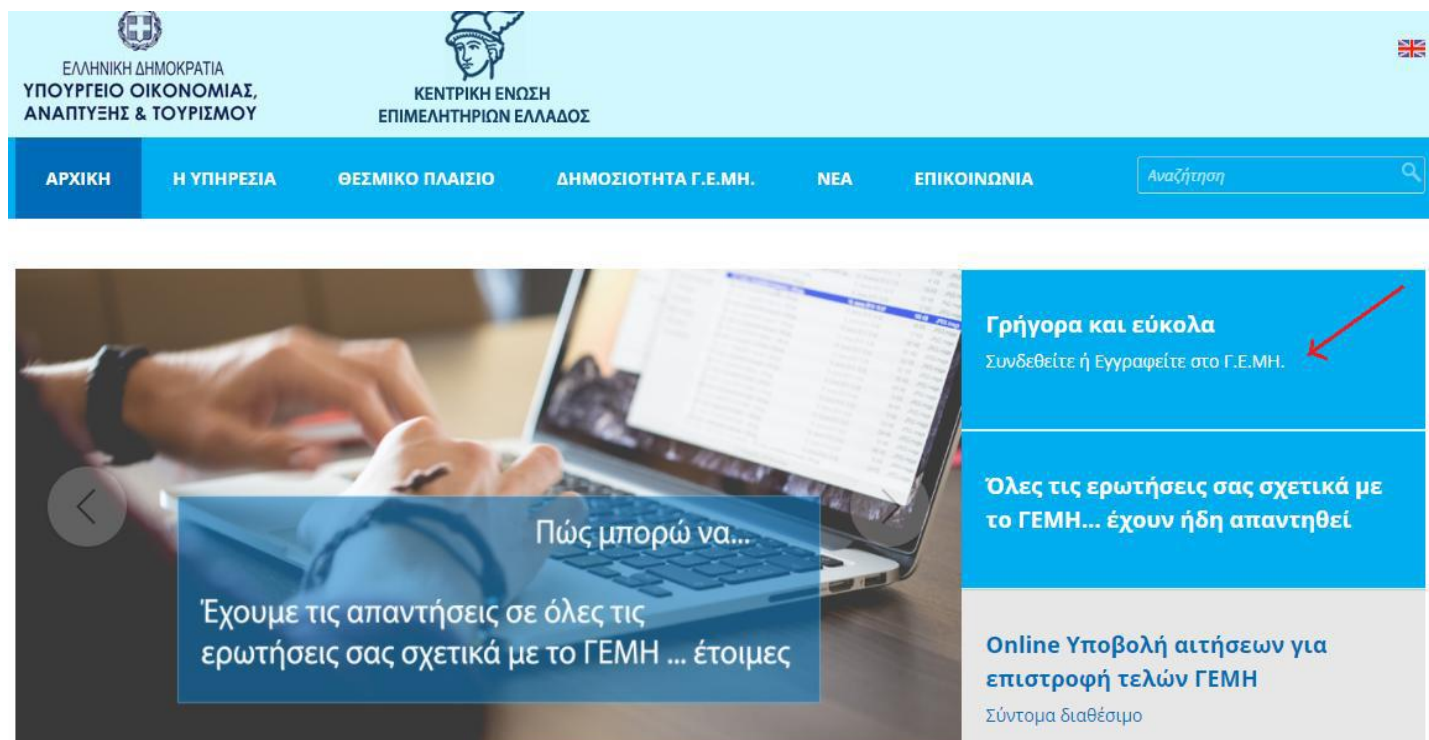 ΕΛΛΗΝΙΚΗ ΔΗΜΟΚΡΑΤΙΑ
ΥΠΟΥΡΓΕΙΟ ΟΙΚΟΝΟΜΙΑΣ,
ΑΝΑΠΤΥΞΗΣ & ΤΟΥΡΙΣΜΟΥ
ΚΕΝΤΡΙΚΗ ΕΝΩΣΗ
ΕΠΙΜΕΛΗΤΗΡΙΩΝ ΕΛΛΑΔΟΣ
ΑΡΧΙΚΗ Η ΥΠΗΡΕΣΙΑ ΘΕΣΜΙΚΟ ΠΛΑΙΣΙΟ ΔΗΜΟΣΙΟΤΗΤΑ Γ.Ε.ΜΗ. ΝΕΑ ΕΠΙΚΟΙΝΩΝΙΑ Αναζήτηση
Πώς μπορώ να...
Έχουμε τις απαντήσεις σε όλες τις
ερωτήσεις σας σχετικά με το ΓΕΜΗ ... έτοιμες
Γρήγορα και εύκολα
Συνδεθείτε ή Εγγραφείτε στο Γ.Ε.ΜΗ.
Όλες τις ερωτήσεις σας σχετικά με
το ΓΕΜΗ... έχουν ήδη απαντηθεί
Online Υποβολή αιτήσεων για
επιστροφή τελών ΓΕΜΗ
Σύντομα διαθέσιμο